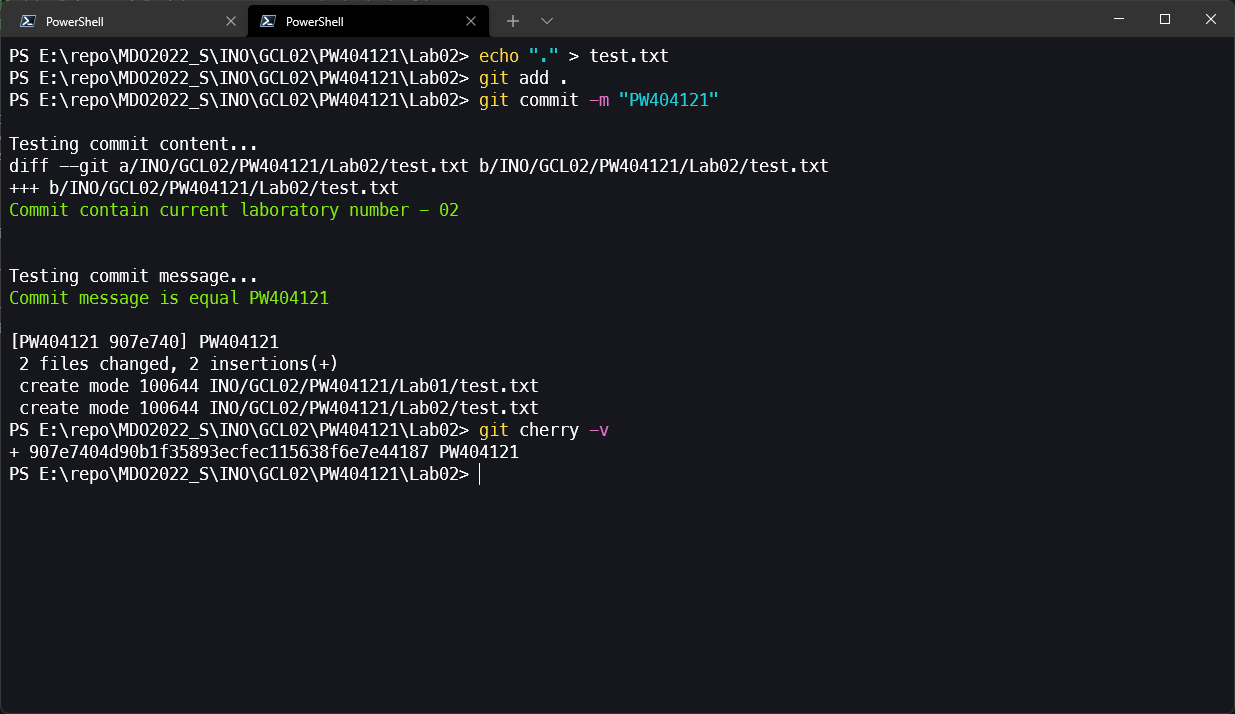 PowerShell
PowerShell
PS E:\repo\MDO2022_S\INO\GCL02\PW404121\Lab02> echo "." > test.txt
PS E:\repo\MDO2022_S\INO\GCL02\PW404121\Lab02> git add .
PS E:\repo\MDO2022_S\INO\GCL02\PW404121\Lab02> git commit -m "PW404121"
Testing commit content...
diff --git a/INO/GCL02/PW404121/Lab02/test.txt b/INO/GCL02/PW404121/Lab02/test.txt
+++ b/INO/GCL02/PW404121/Lab02/test.txt
Commit contain current laboratory number - 02
Testing commit message...
Commit message is equal PW404121
[PW404121 907e740] PW404121
2 files changed, 2 insertions(+)
create mode 100644 INO/GCL02/PW404121/Lab01/test.txt
create mode 100644 INO/GCL02/PW404121/Lab02/test.txt
PS E:\repo\MDO2022_S\INO\GCL02\PW404121\Lab02> git cherry -v
+ 907e7404d90b1f35893ecfec115638f6e7e44187 PW404121
PS E:\repo\MDO2022_S\INO\GCL02\PW404121\Lab02>